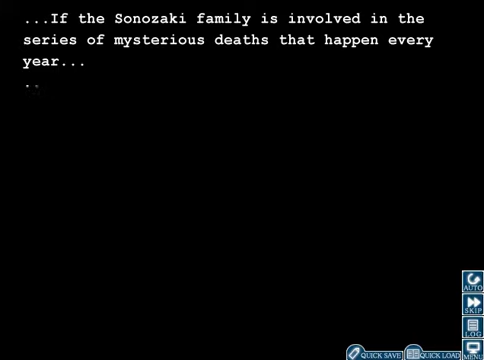 ...If the Sonozaki family is involved in the
series of mysterious deaths that happen every
year...
..
AUTO
SKIP
LOG
MENU
QUICK SAVE QUICK LOAD